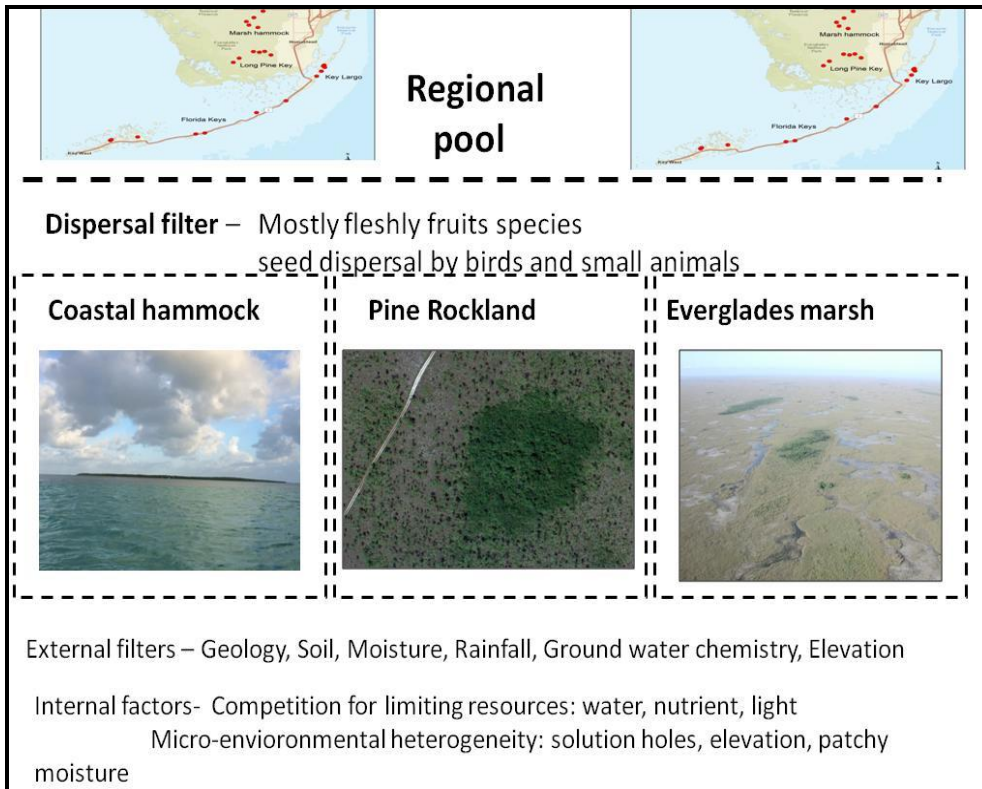 Marsh hammock
Long Pine Key
Key Largo
Florida Keys
Marsh hammock
Long Pine Key
Key Largo
Florida Keys
Regional
pool
Dispersal filter – Mostly fleshly fruits species
seed dispersal by birds and small animals
Coastal hammock
Pine Rockland
Everglades marsh
External filters – Geology, Soil, Moisture, Rainfall, Ground water chemistry, Elevation
Internal factors- Competition for limiting resources: water, nutrient, light
Micro-envioronmental heterogeneity: solution holes, elevation, patchy
moisture